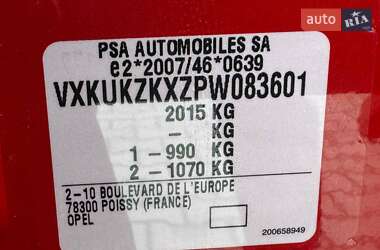 auto RIA
PSA AUTOMOBILES SA
e2*2007/46*0639
VXKUKZKXZPW083601
2015 KG
- KG
1 - 990 KG
2 - 1070 KG
2-10 BOULEVARD DE L'EUROPE
78300 POISSY (FRANCE)
OPEL
200658949